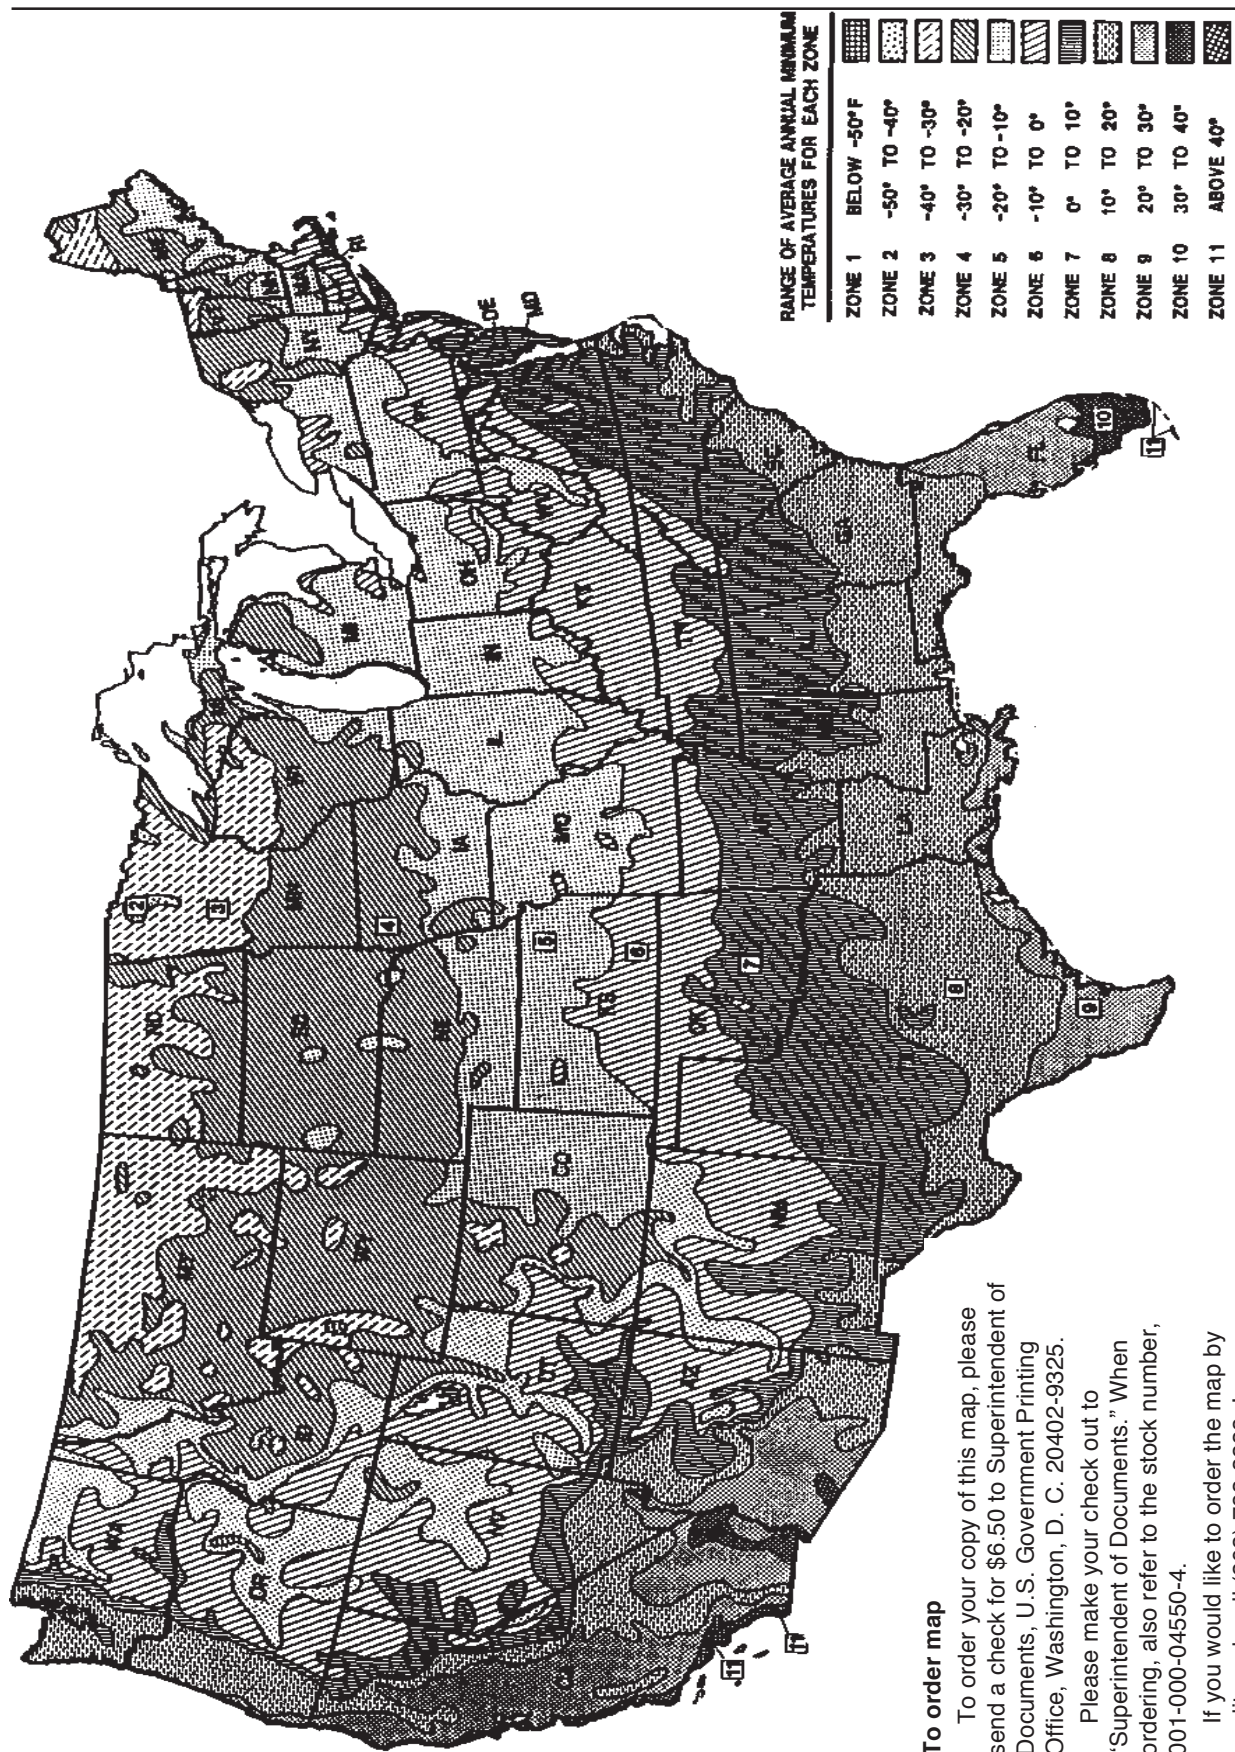 RANGE OF AVERAGE ANNUAL MINIMUM
TEMPERATURES FOR EACH ZONE
ZONE 1 BELOW -50°F
ZONE 2 -50° TO -40°
ZONE 3 -40° TO -30°
ZONE 4 -30° TO -20°
ZONE 5 -20° TO -10°
ZONE 6 -10° TO 0°
ZONE 7 0° TO 10°
ZONE 8 10° TO 20°
ZONE 9 20° TO 30°
ZONE 10 30° TO 40°
ZONE 11 ABOVE 40°
WA
OR
ID
MT
ND
SD
WY
NV
UT
CO
NE
KS
AZ
NM
OK
MN
IA
MO
AR
LA
WI
IL
MI
IN
OH
KY
TN
WV
PA
NY
NH
MA
RI
DE
MD
SC
GA
FL
2
3
4
5
6
7
8
9
10
11
11
11
To order map
To order your copy of this map, please
send a check for $6.50 to Superintendent of
Documents, U.S. Government Printing
Office, Washington, D. C. 20402-9325.
Please make your check out to
"Superintendent of Documents." When
ordering, also refer to the stock number,
001-000-04550-4.
If you would like to order the map by